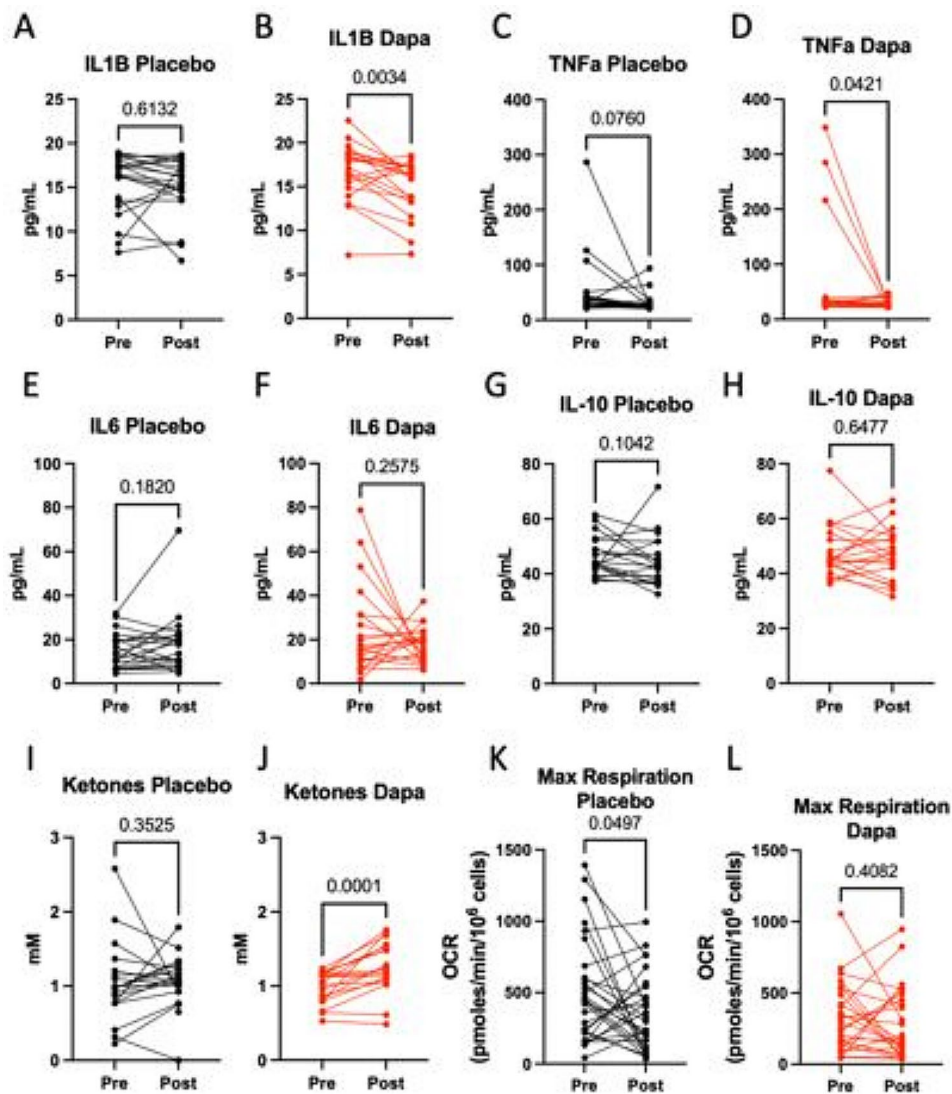 A
IL1B Placebo
0.6132
25
20
15
10
5
0
pg/mL
Pre Post
B
IL1B Dapa
0.0034
25
20
15
10
5
0
pg/mL
Pre Post
C
TNFa Placebo
0.0760
400
300
200
100
0
pg/mL
Pre Post
D
TNFa Dapa
0.0421
400
300
200
100
0
pg/mL
Pre Post
E
IL6 Placebo
0.1820
100
80
60
40
20
0
pg/mL
Pre Post
F
IL6 Dapa
0.2575
100
80
60
40
20
0
pg/mL
Pre Post
G
IL-10 Placebo
0.1042
80
60
40
20
0
pg/mL
Pre Post
H
IL-10 Dapa
0.6477
80
60
40
20
0
pg/mL
Pre Post
I
Ketones Placebo
0.3525
3
2
1
0
mM
Pre Post
J
Ketones Dapa
0.0001
3
2
1
0
mM
Pre Post
K
Max Respiration
Placebo
0.0497
1500
1000
500
0
OCR
(pmoles/min/10⁶ cells)
Pre Post
L
Max Respiration
Dapa
0.4082
1500
1000
500
0
OCR
(pmoles/min/10⁶ cells)
Pre Post